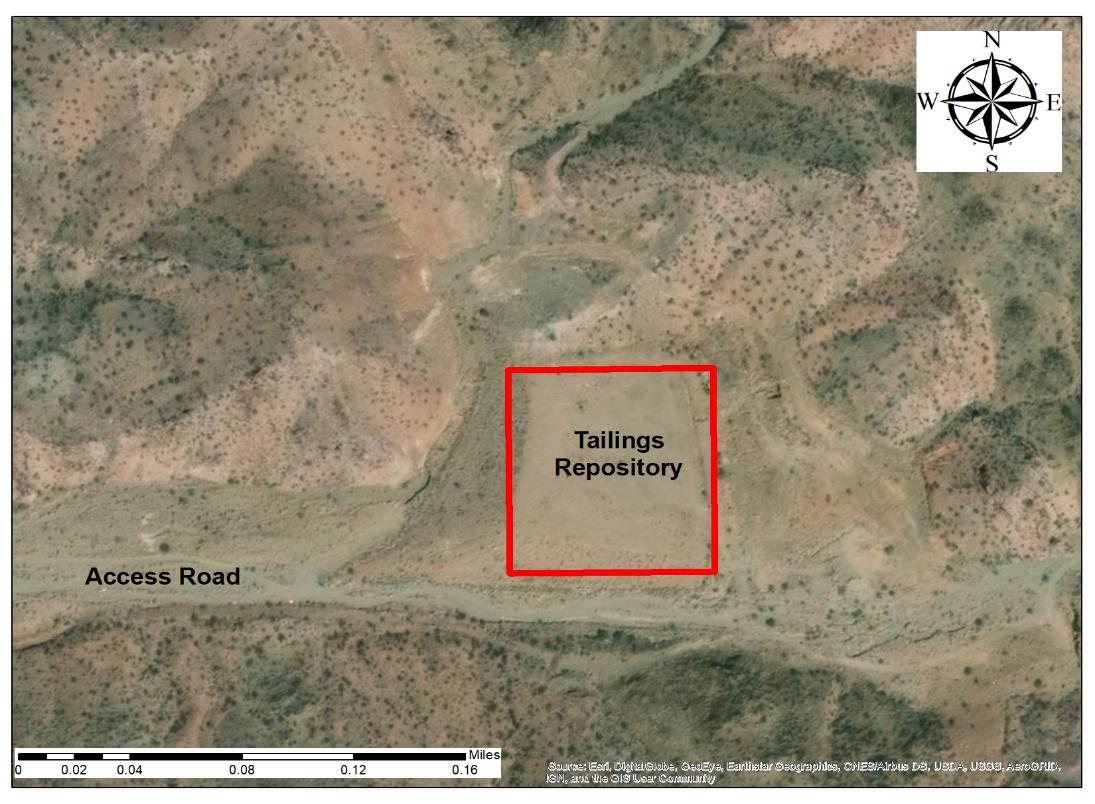 N
W E
S
Tailings
Repository
Access Road
Miles
0 0.02 0.04 0.08 0.12 0.16
Source: Esri, DigitalGlobe, GeoEye, Earthstar Geographics, CNES/Airbus DS, USDA, USGS, AeroGRID,
IGN, and the GIS User Community